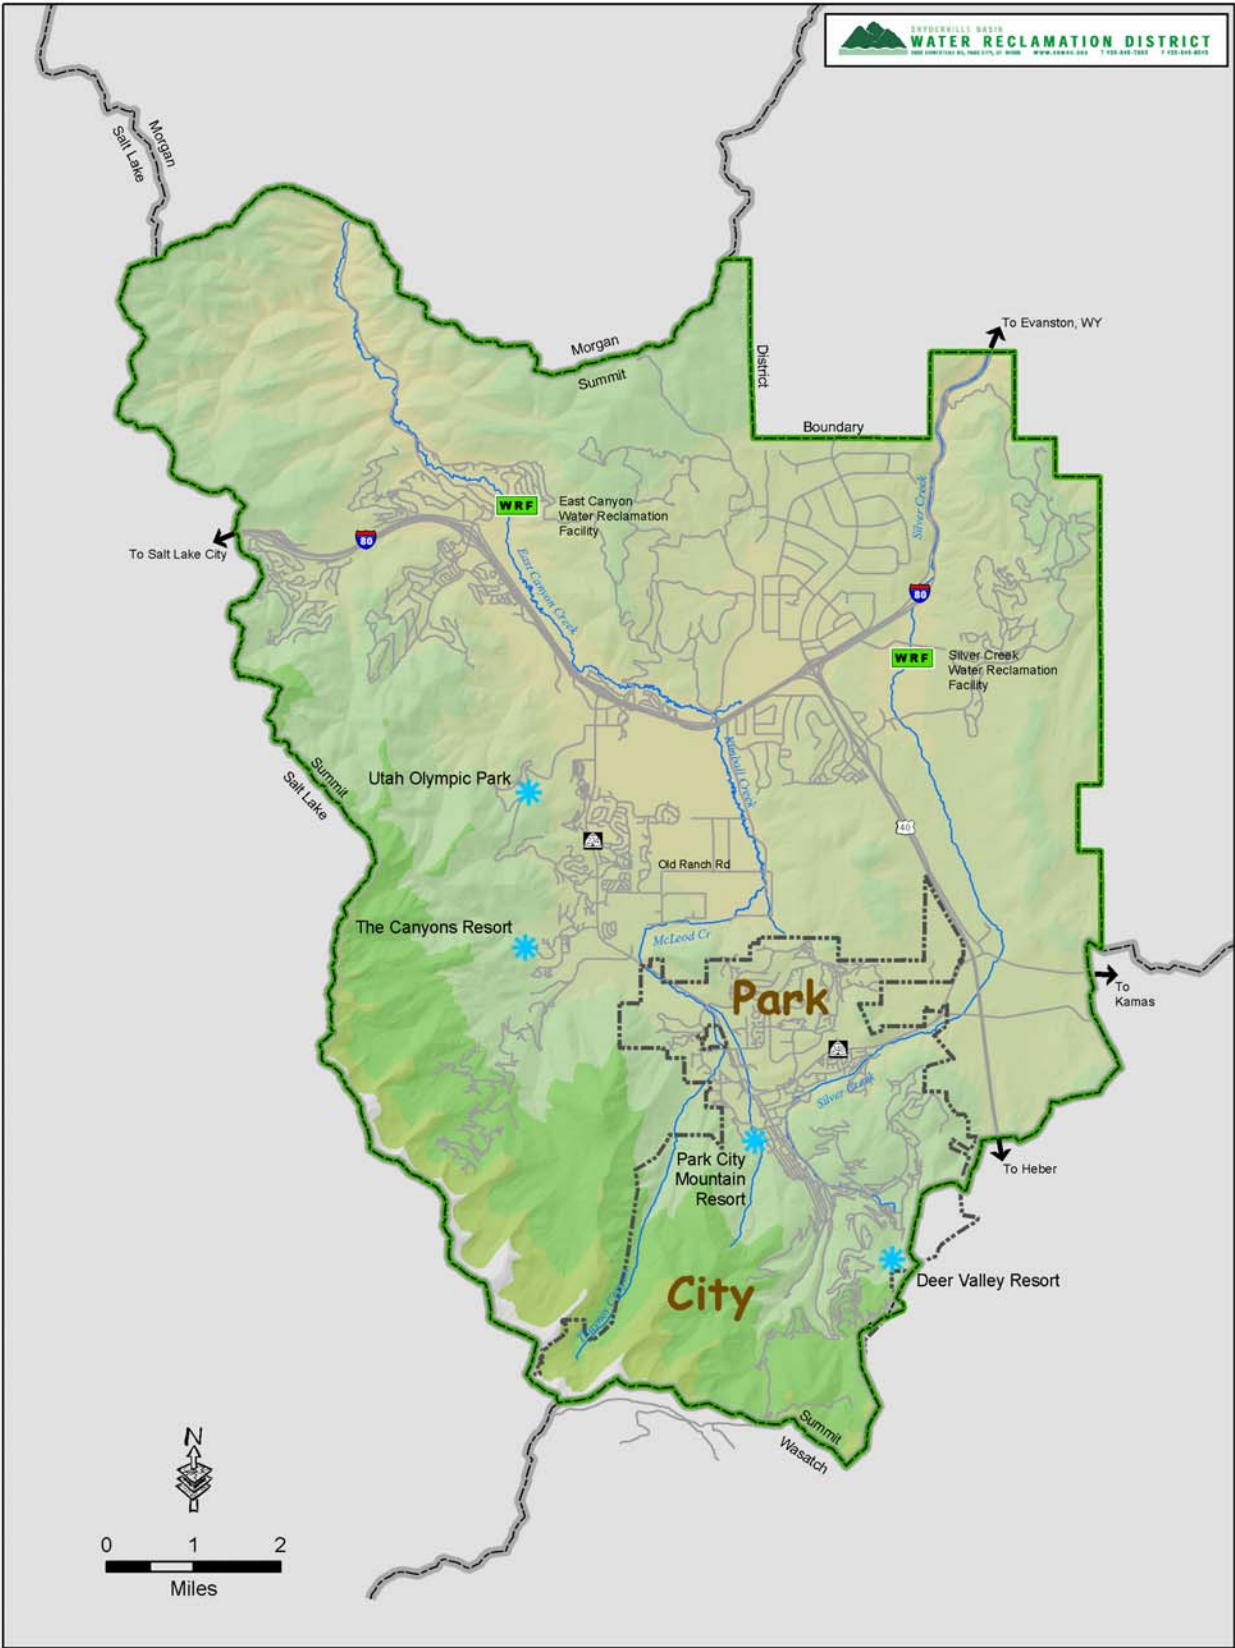 SNYDERVILLE BASIN
WATER RECLAMATION DISTRICT
Morgan
Salt Lake
To Evanston, WY
Morgan
Summit
District
Boundary
WRF
East Canyon
Water Reclamation
Facility
Silver Creek
80
To Salt Lake City
East Canyon Creek
80
WRF
Silver Creek
Water Reclamation
Facility
Summit
Salt Lake
Utah Olympic Park
Kimball Creek
40
Old Ranch Rd
The Canyons Resort
McLeod Cr
Park
To
Kamas
Silver Creek
Park City
Mountain
Resort
To Heber
Deer Valley Resort
City
Summit
Wasatch
N
0 1 2
Miles